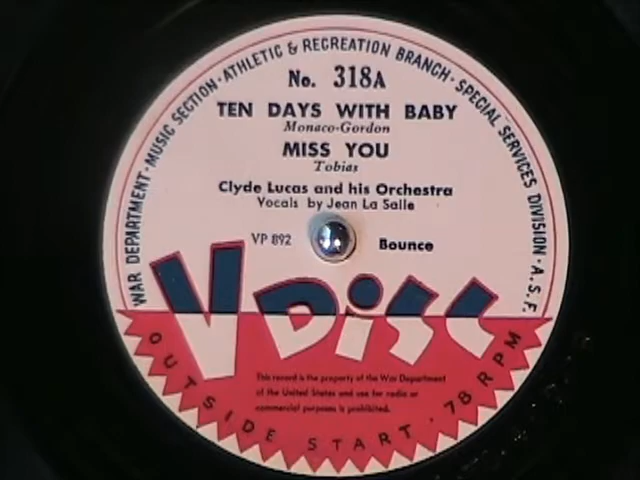 WAR DEPARTMENT · MUSIC SECTION · ATHLETIC & RECREATION BRANCH · SPECIAL SERVICES DIVISION · A.S.F.
No. 318A
TEN DAYS WITH BABY
Monaco-Gordon
MISS YOU
Tobias
Clyde Lucas and his Orchestra
Vocals by Jean La Salle
VP 892
Bounce
V DISC
This record is the property of the War Department
of the United States and use for radio or
commercial purposes is prohibited.
OUTSIDE START · 78 RPM